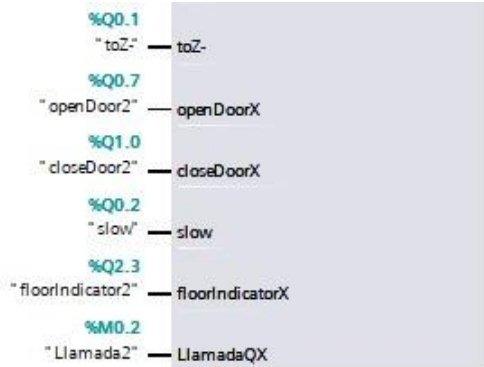 %Q0.1
"toZ-" toZ-
%Q0.7
"openDoor2" openDoorX
%Q1.0
"closeDoor2" closeDoorX
%Q0.2
"slow" slow
%Q2.3
"floorIndicator2" floorIndicatorX
%M0.2
"Llamada2" LlamadaQX